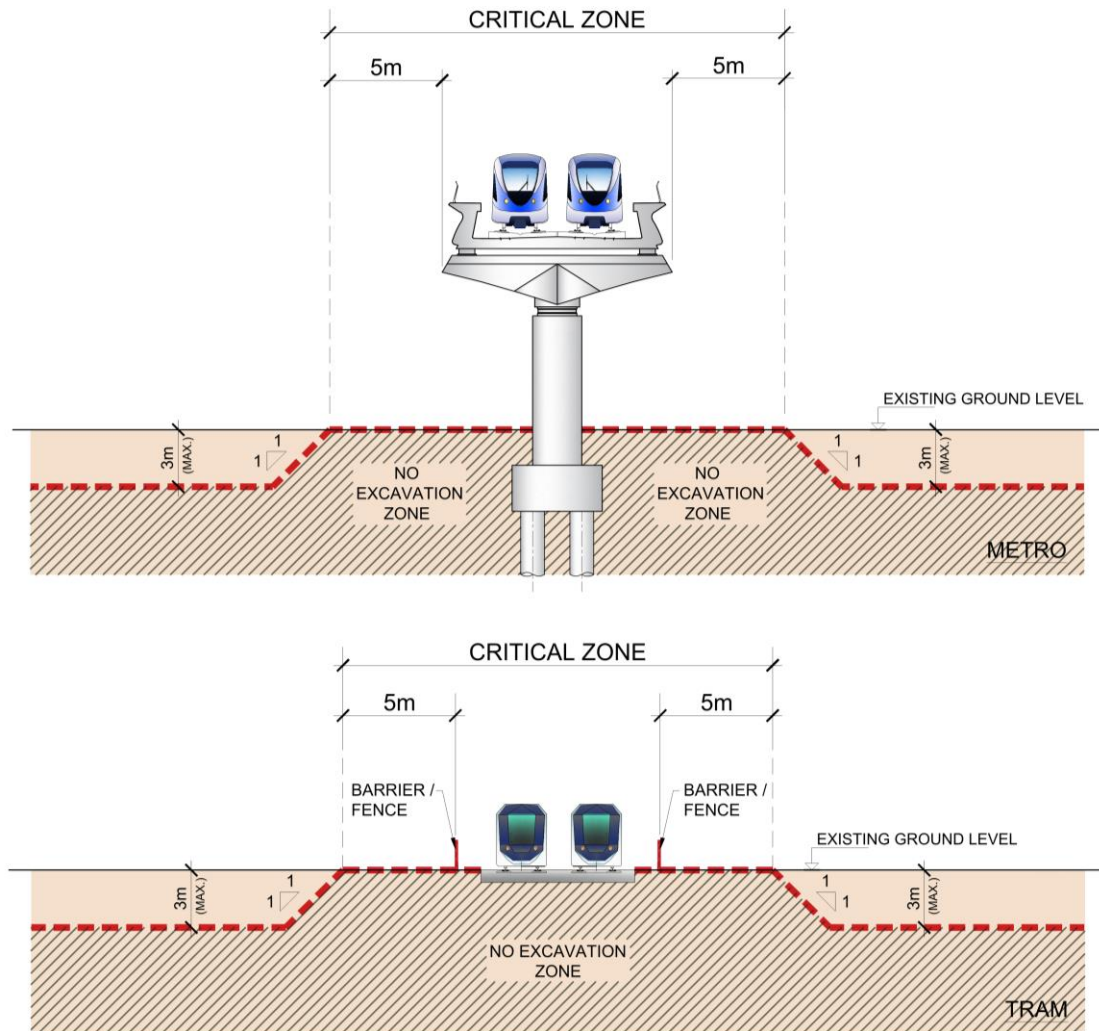 CRITICAL ZONE
5m
5m
EXISTING GROUND LEVEL
3m
(MAX.)
1
1
NO
EXCAVATION
ZONE
NO
EXCAVATION
ZONE
1
1
3m
(MAX.)
METRO
CRITICAL ZONE
5m
5m
BARRIER /
FENCE
BARRIER /
FENCE
EXISTING GROUND LEVEL
3m
(MAX.)
1
1
1
1
3m
(MAX.)
NO EXCAVATION
ZONE
TRAM